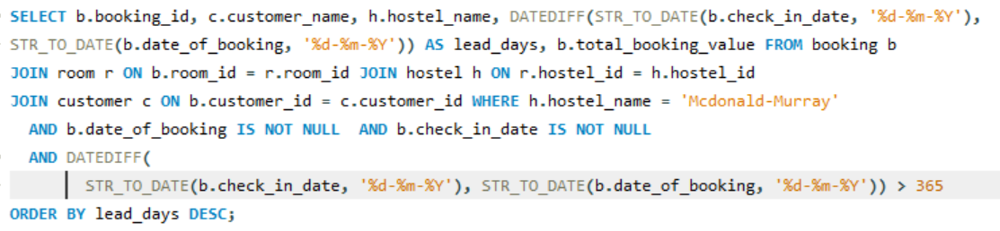 SELECT b.booking_id, c.customer_name, h.hostel_name, DATEDIFF(STR_TO_DATE(b.check_in_date, '%d-%m-%Y'),
STR_TO_DATE(b.date_of_booking, '%d-%m-%Y')) AS lead_days, b.total_booking_value FROM booking b
JOIN room r ON b.room_id = r.room_id JOIN hostel h ON r.hostel_id = h.hostel_id
JOIN customer c ON b.customer_id = c.customer_id WHERE h.hostel_name = 'Mcdonald-Murray'
AND b.date_of_booking IS NOT NULL  AND b.check_in_date IS NOT NULL
AND DATEDIFF(
STR_TO_DATE(b.check_in_date, '%d-%m-%Y'), STR_TO_DATE(b.date_of_booking, '%d-%m-%Y')) > 365
ORDER BY lead_days DESC;